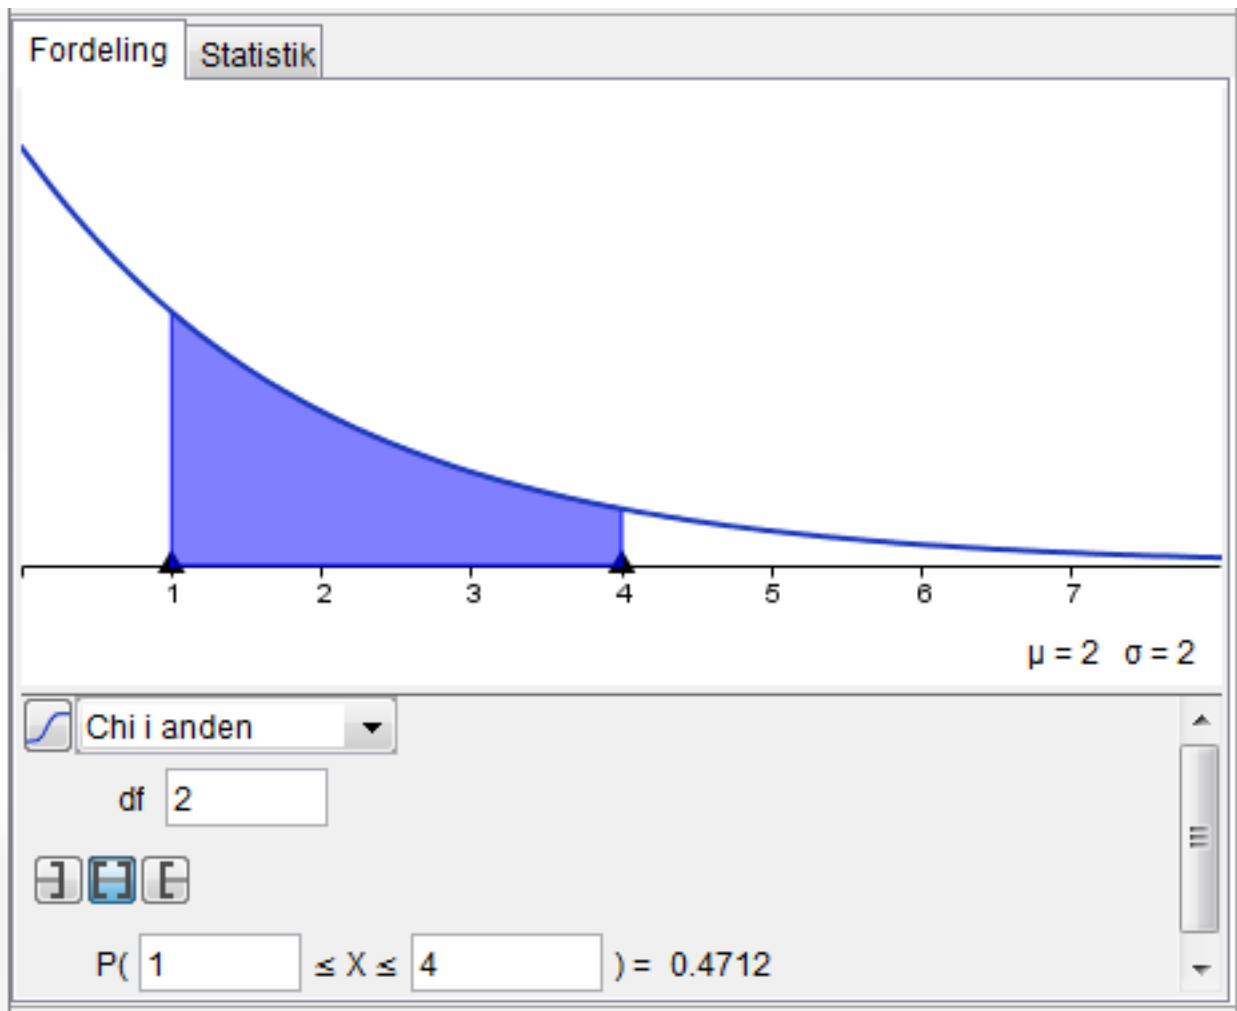 Fordeling Statistik
1 2 3 4 5 6 7
μ = 2 σ = 2
Chi i anden
df 2
P( 1 ≤ X ≤ 4 ) = 0.4712